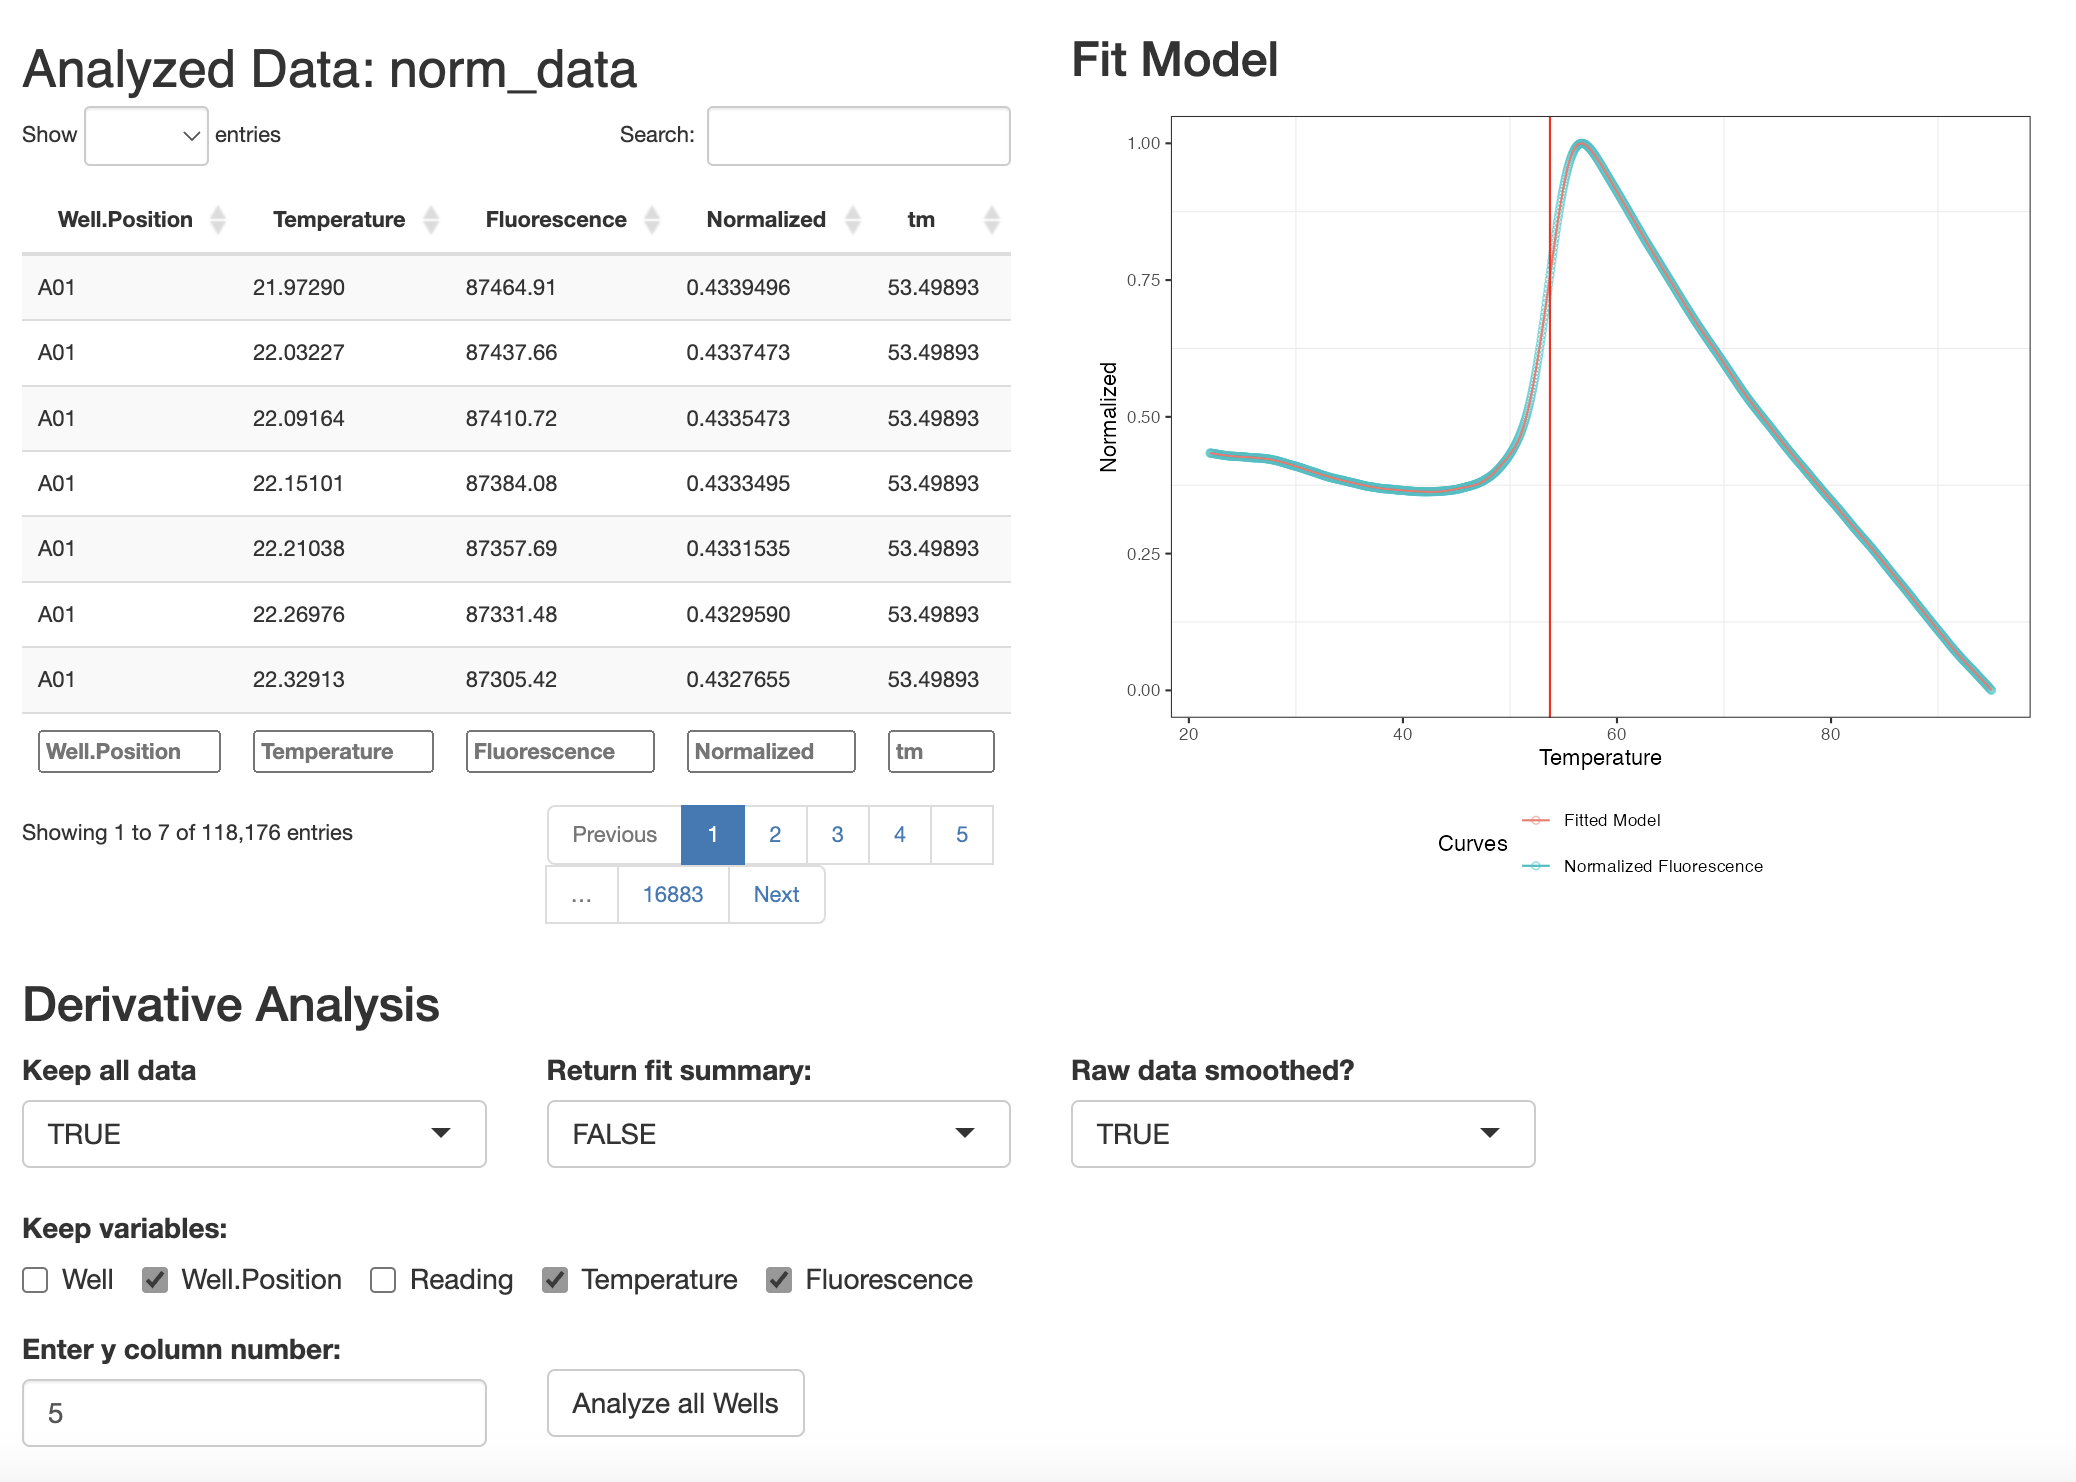 Analyzed Data: norm_data
Show entries Search:
Well.Position Temperature Fluorescence Normalized tm
A01 21.97290 87464.91 0.4339496 53.49893
A01 22.03227 87437.66 0.4337473 53.49893
A01 22.09164 87410.72 0.4335473 53.49893
A01 22.15101 87384.08 0.4333495 53.49893
A01 22.21038 87357.69 0.4331535 53.49893
A01 22.26976 87331.48 0.4329590 53.49893
A01 22.32913 87305.42 0.4327655 53.49893
Well.Position Temperature Fluorescence Normalized tm
Showing 1 to 7 of 118,176 entries
Previous 1 2 3 4 5
... 16883 Next
Fit Model
Normalized
1.00
0.75
0.50
0.25
0.00
20 40 60 80
Temperature
Curves
Fitted Model
Normalized Fluorescence
Derivative Analysis
Keep all data Return fit summary: Raw data smoothed?
TRUE FALSE TRUE
Keep variables:
Well Well.Position Reading Temperature Fluorescence
Enter y column number:
5 Analyze all Wells